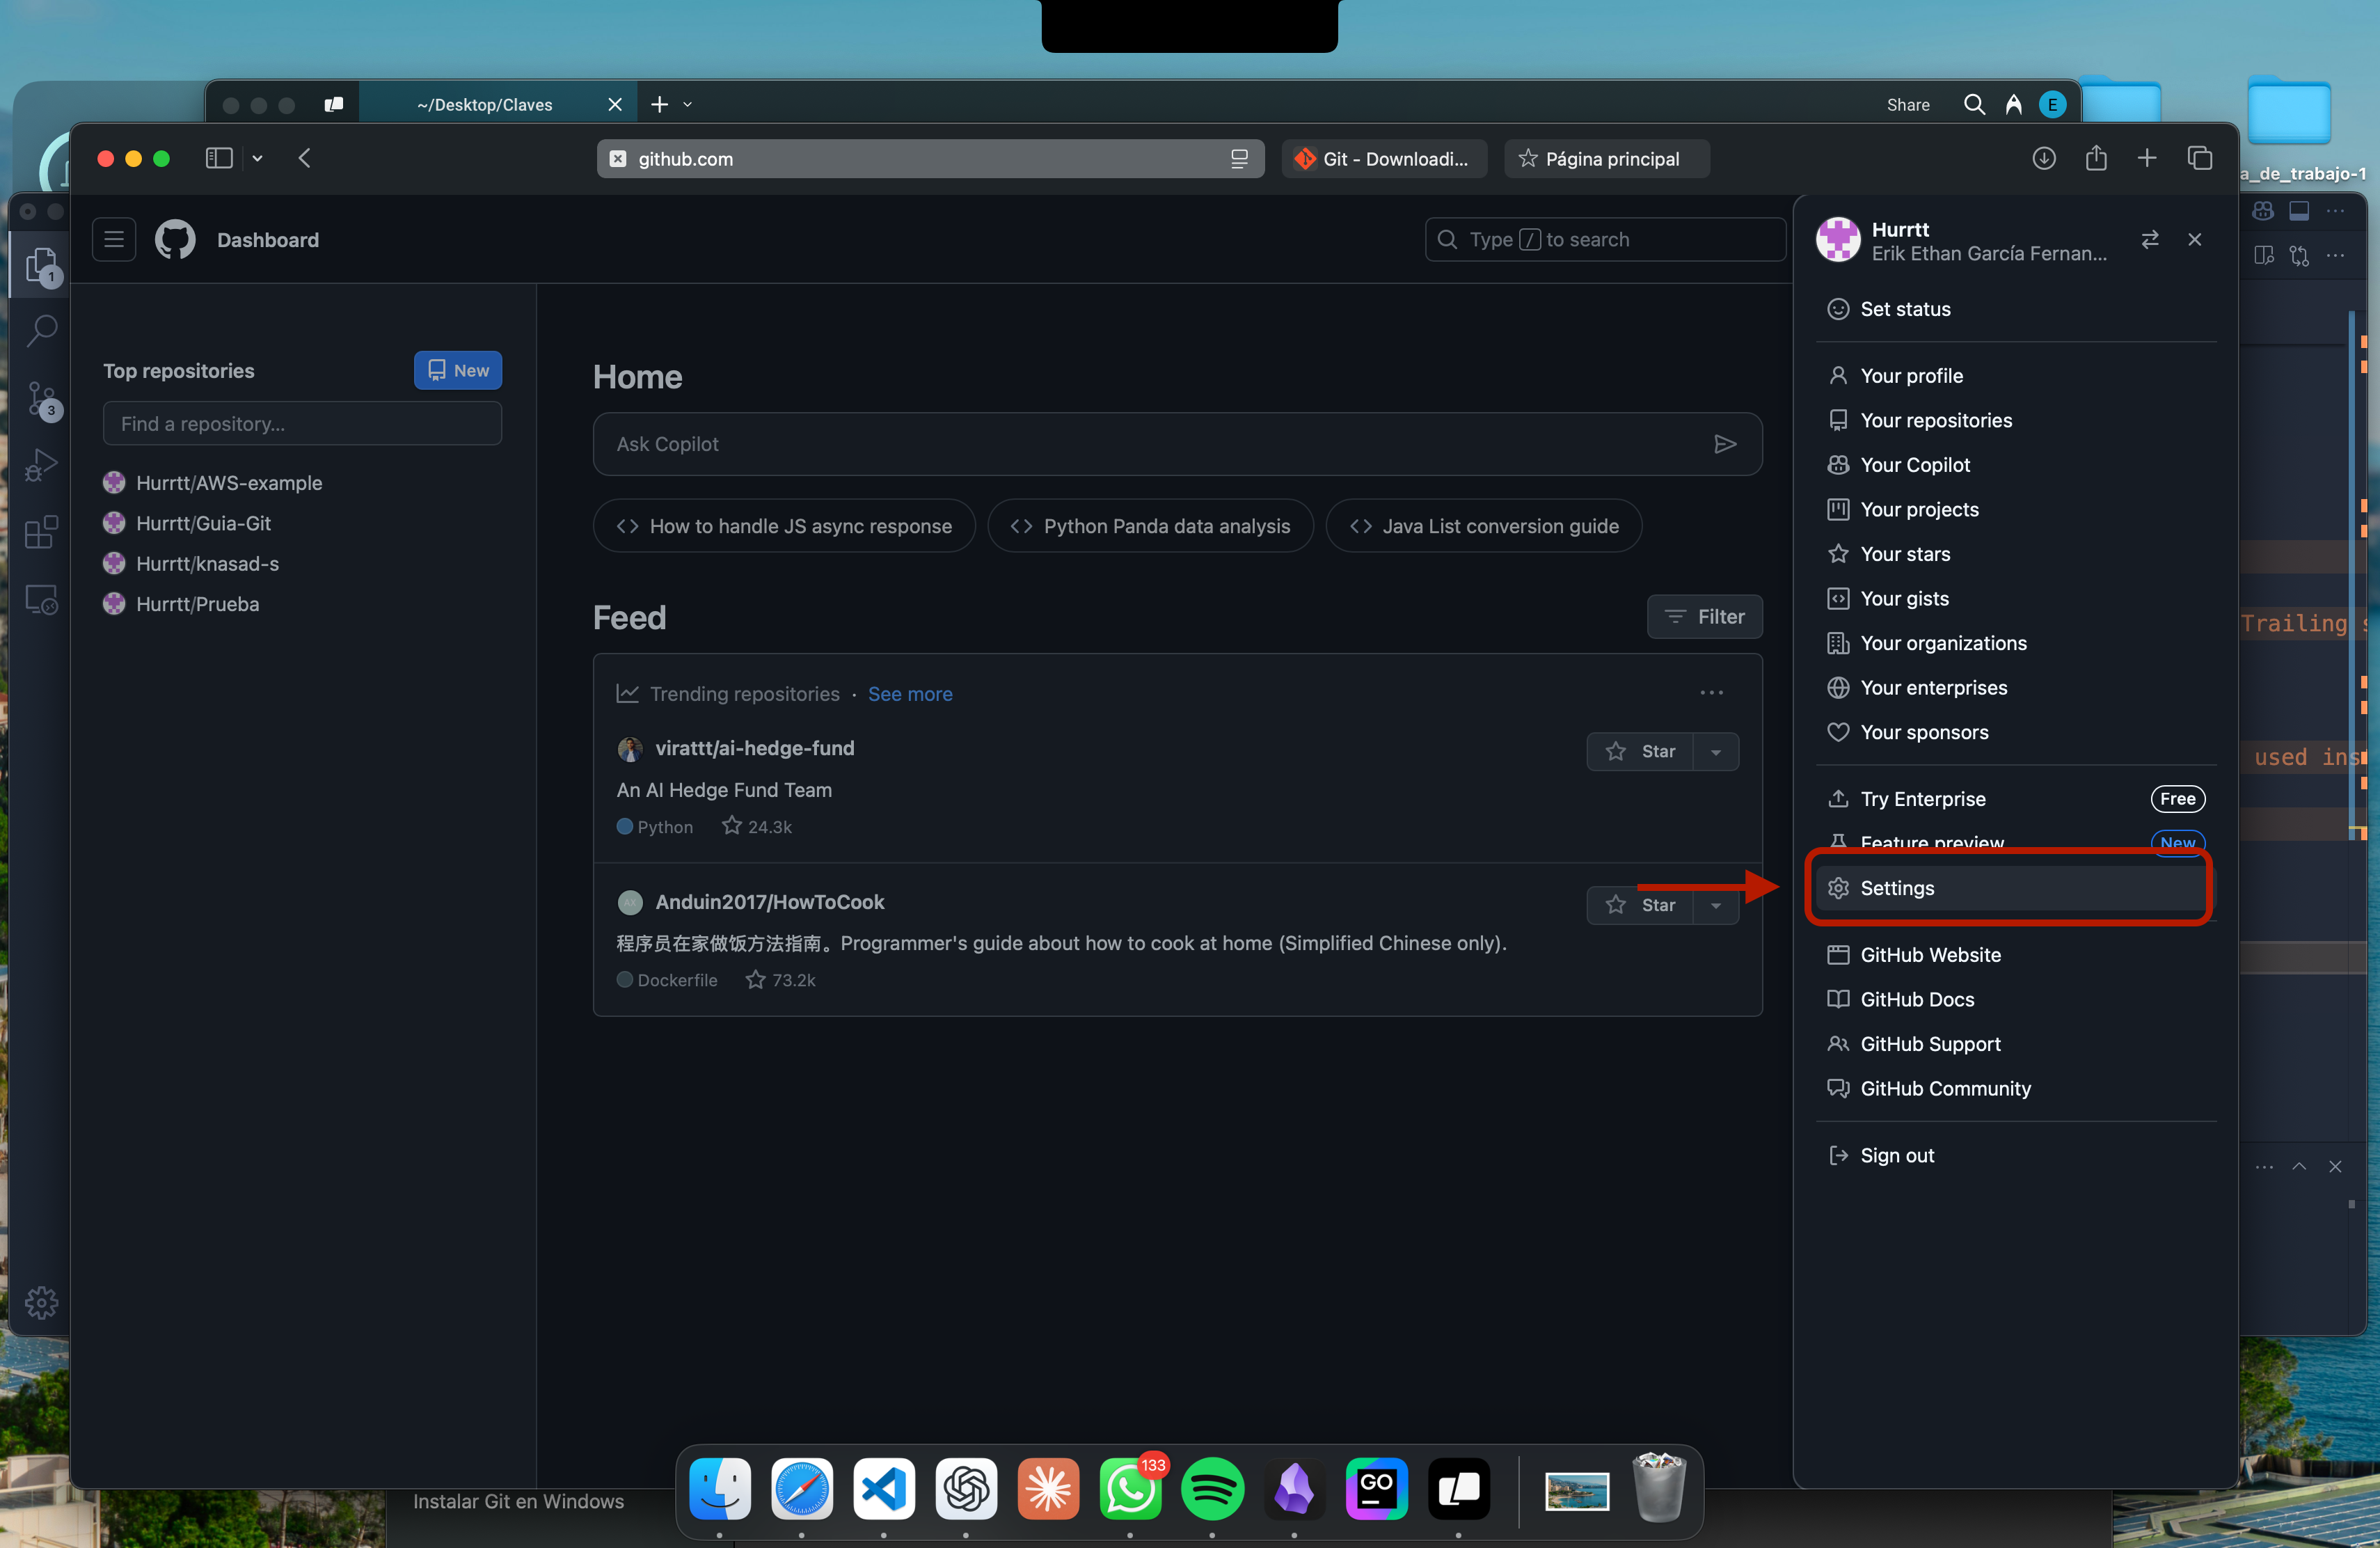 ~/Desktop/Claves
Share
E
github.com
Git - Downloadi...
Página principal
a_de_trabajo-1
Dashboard
Type / to search
Hurrtt
Erik Ethan García Fernan...
Set status
1
3
Top repositories
New
Find a repository...
Hurrtt/AWS-example
Hurrtt/Guia-Git
Hurrtt/knasad-s
Hurrtt/Prueba
Home
Ask Copilot
How to handle JS async response
Python Panda data analysis
Java List conversion guide
Feed
Filter
Trending repositories · See more
virattt/ai-hedge-fund
Star
An AI Hedge Fund Team
Python
24.3k
Anduin2017/HowToCook
Star
程序员在家做饭方法指南。Programmer's guide about how to cook at home (Simplified Chinese only).
Dockerfile
73.2k
Your profile
Your repositories
Your Copilot
Your projects
Your stars
Your gists
Your organizations
Your enterprises
Your sponsors
Try Enterprise
Free
Feature preview
New
Settings
GitHub Website
GitHub Docs
GitHub Support
GitHub Community
Sign out
Trailing s
used ins
Instalar Git en Windows
133
GO